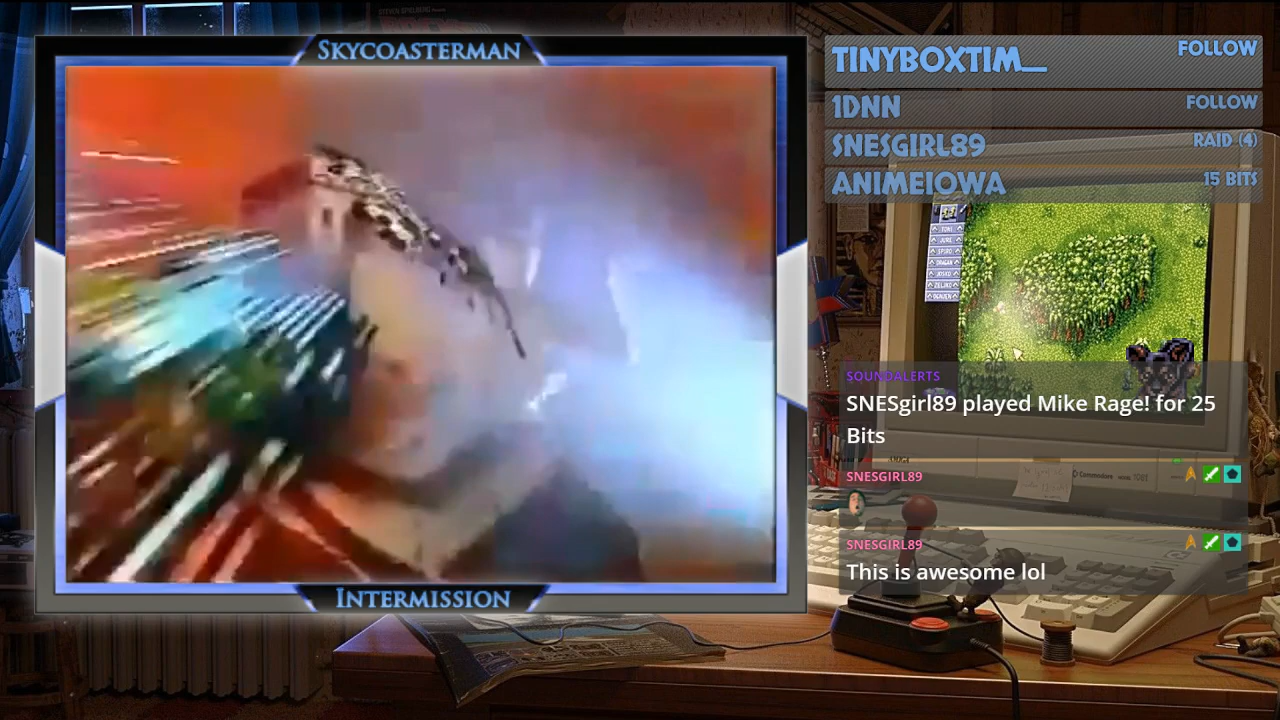 SKYCOASTERMAN
TINYBOXTIM_ FOLLOW
1DNN FOLLOW
SNESGIRL89 RAID (4)
ANIMEIOWA 15 BITS
SOUNDALERTS
SNESgirl89 played Mike Rage! for 25
Bits
SNESGIRL89
SNESGIRL89
This is awesome lol
Commodore
INTERMISSION